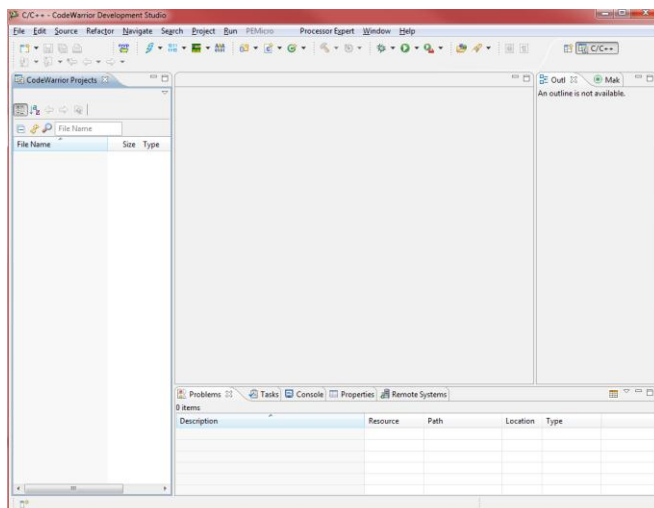 C/C++ - CodeWarrior Development Studio
File Edit Source Refactor Navigate Search Project Run PEMicro Processor Expert Window Help
C/C++
CodeWarrior Projects
Outl Mak
An outline is not available.
File Name
File Name Size Type
Problems Tasks Console Properties Remote Systems
0 items
Description Resource Path Location Type